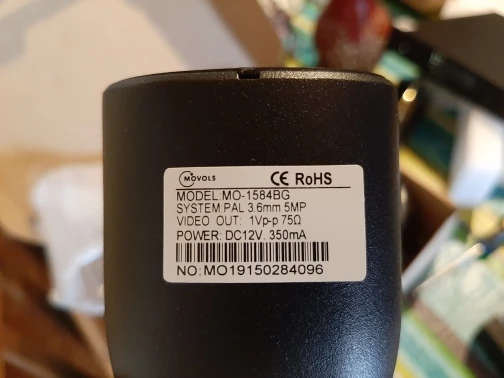 MOVOLS CE RoHS
MODEL:MO-1584BG
SYSTEM:PAL 3.6mm 5MP
VIDEO OUT: 1Vp-p 75Ω
POWER: DC12V. 350mA
NO:MO19150284096